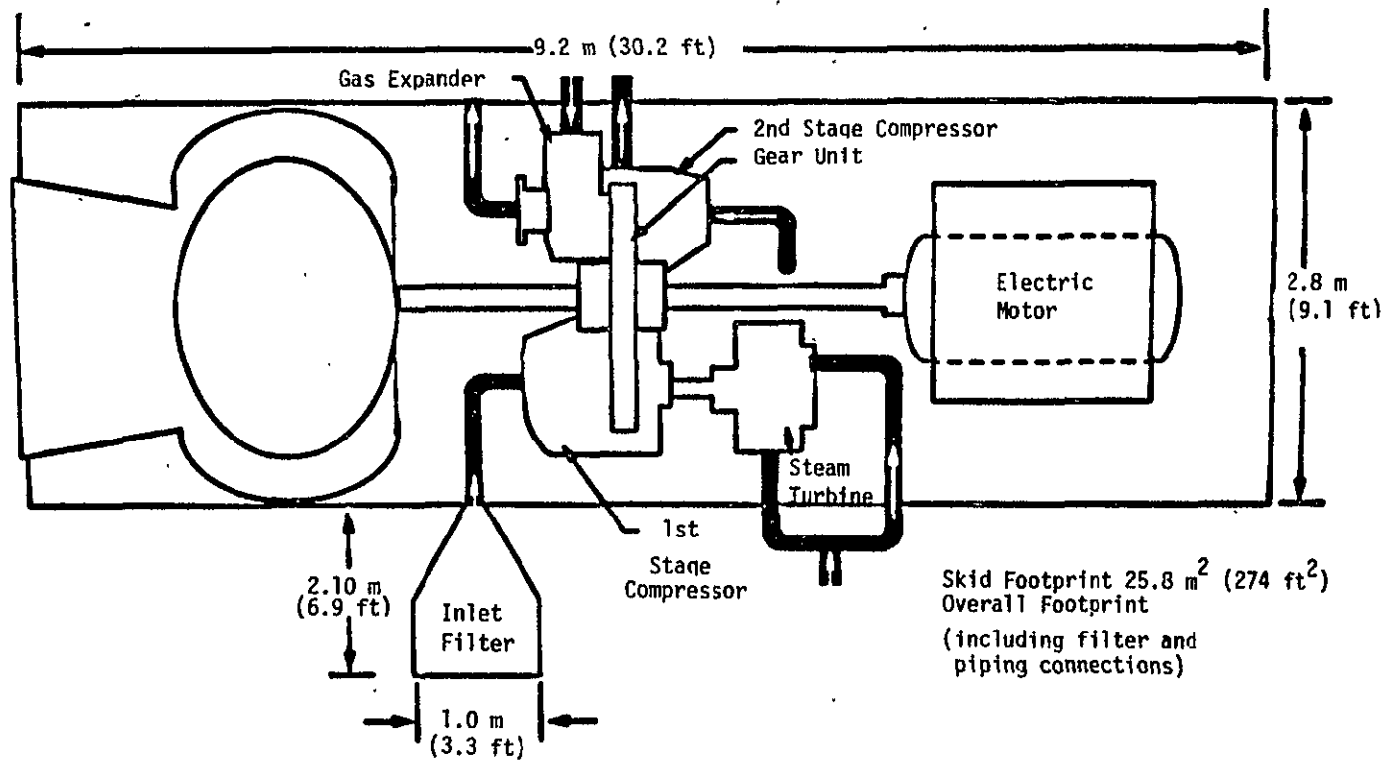 9.2 m (30.2 ft)
Gas Expander
2nd Stage Compressor
Gear Unit
Electric
Motor
2.8 m
(9.1 ft)
Steam
Turbine
1st
Stage
Compressor
2.10 m
(6.9 ft)
Inlet
Filter
1.0 m
(3.3 ft)
Skid Footprint 25.8 m² (274 ft²)
Overall Footprint
(including filter and
piping connections)